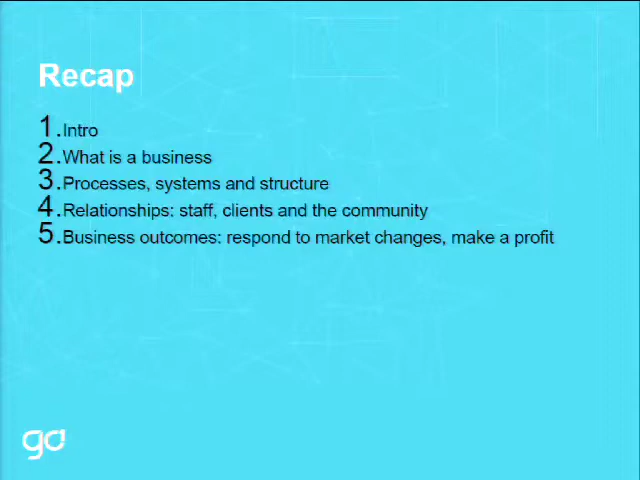 Recap
1. Intro
2. What is a business
3. Processes, systems and structure
4. Relationships: staff, clients and the community
5. Business outcomes: respond to market changes, make a profit
go